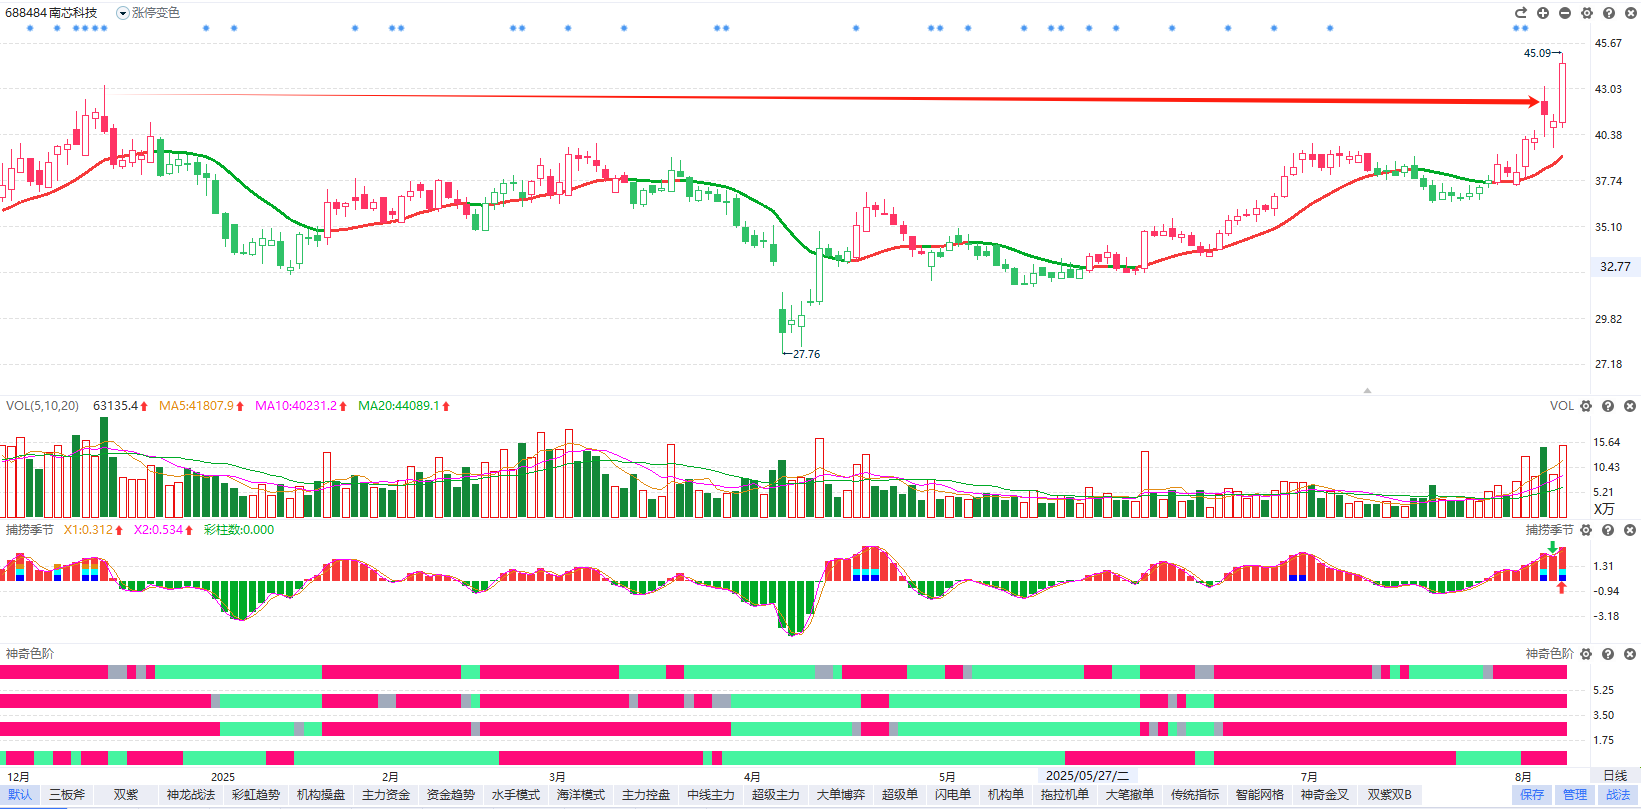 688484 南芯科技 涨停变色
45.67
45.09
43.03
40.38
37.74
35.10
32.77
29.82
27.76
27.18
VOL(5,10,20) 63135.4 MA5:41807.9 MA10:40231.2 MA20:44089.1 VOL
15.64
10.43
5.21
X万
捕捞季节 X1:0.312 X2:0.534 彩柱数:0.000 捕捞季节
1.31
-0.94
-3.18
神奇色阶 神奇色阶
5.25
3.50
1.75
12月 2025 2月 3月 4月 5月 2025/05/27/二 7月 8月 日线
默认 三板斧 双紫 神龙战法 彩虹趋势 机构操盘 主力资金 资金趋势 水手模式 海洋模式 主力控盘 中线主力 超级主力 大单博弈 超级单 闪电单 机构单 拖拉机单 大笔撤单 传统指标 智能网格 神奇金叉 双紫双B 保存 管理 战法